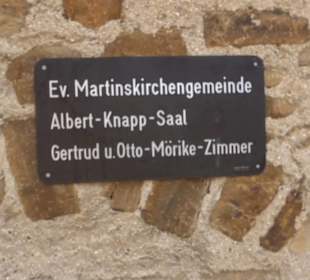 Ev. Martinskirchengemeinde
Albert-Knapp-Saal
Gertrud u. Otto-Mörike-Zimmer